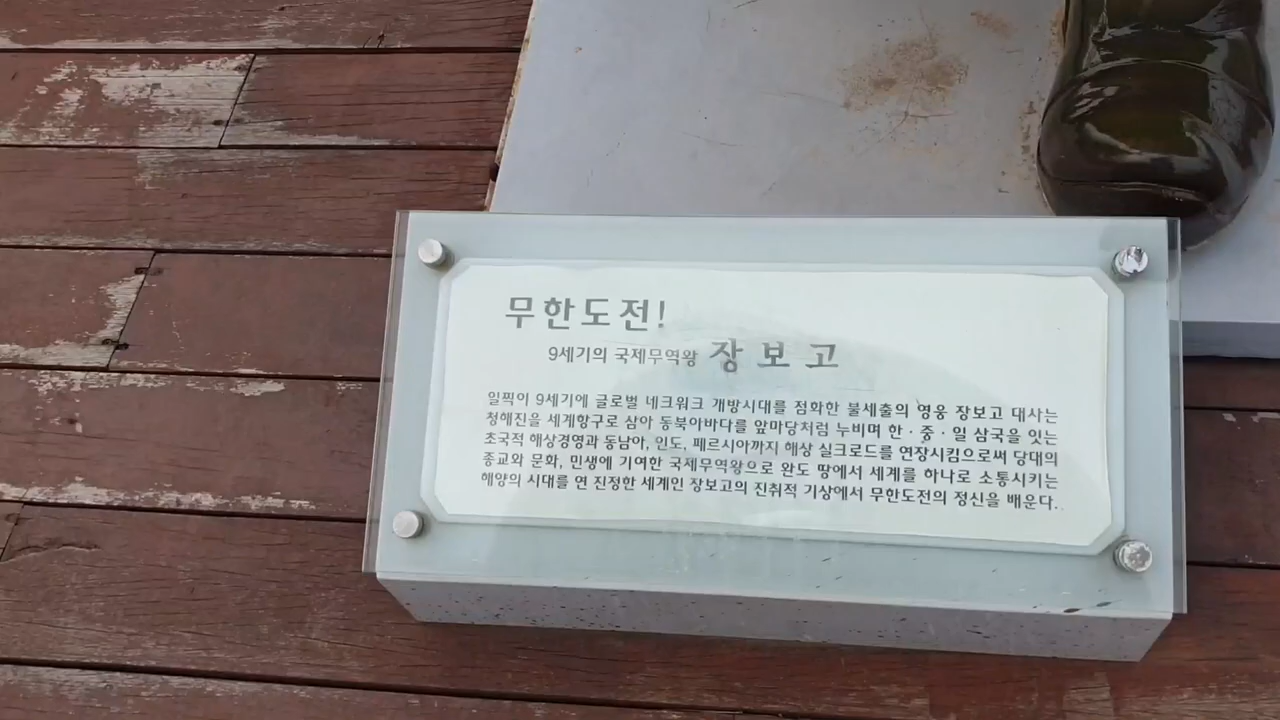 무한도전!
9세기의 국제무역왕 장보고
일찍이 9세기에 글로벌 네크워크 개방시대를 점화한 불세출의 영웅 장보고 대사는
청해진을 세계항구로 삼아 동북아바다를 앞마당처럼 누비며 한·중·일 삼국을 잇는
초국적 해상경영과 동남아, 인도, 페르시아까지 해상 실크로드를 연장시킴으로써 당대의
종교와 문화, 민생에 기여한 국제무역왕으로 완도 땅에서 세계를 하나로 소통시키는
해양의 시대를 연 진정한 세계인 장보고의 진취적 기상에서 무한도전의 정신을 배운다.